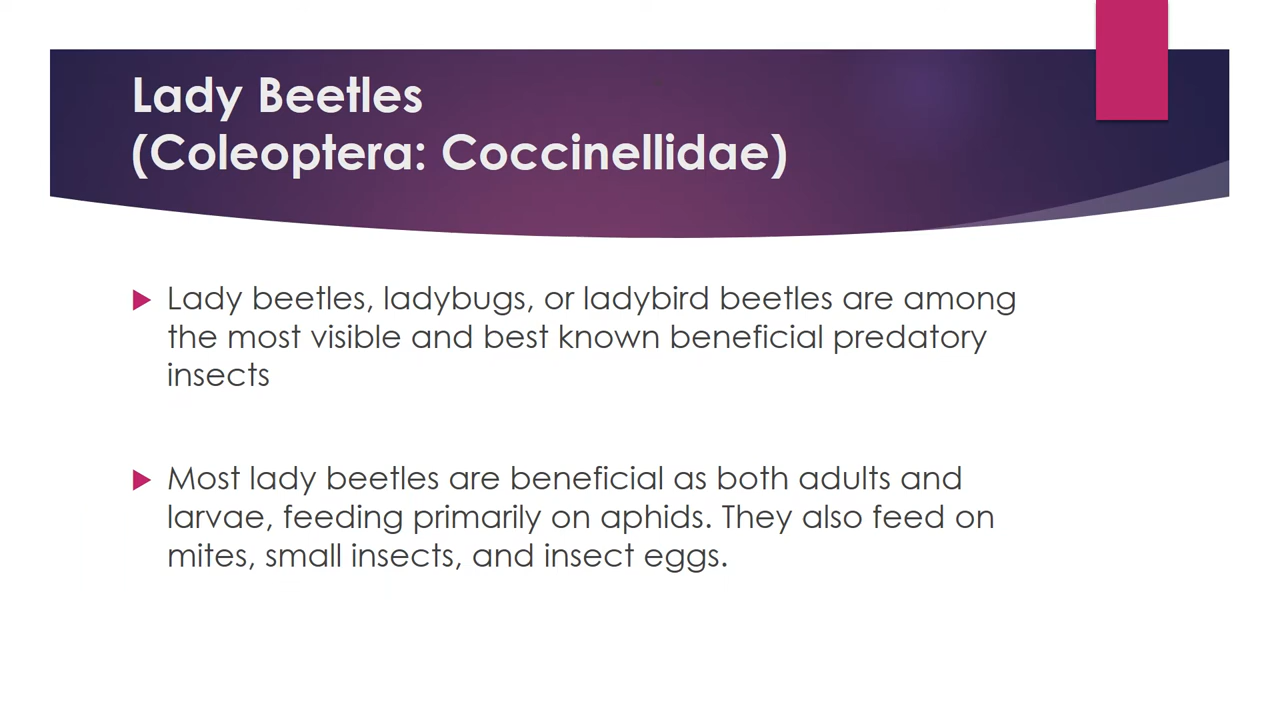 Lady Beetles
(Coleoptera: Coccinellidae)
Lady beetles, ladybugs, or ladybird beetles are among
the most visible and best known beneficial predatory
insects
Most lady beetles are beneficial as both adults and
larvae, feeding primarily on aphids. They also feed on
mites, small insects, and insect eggs.